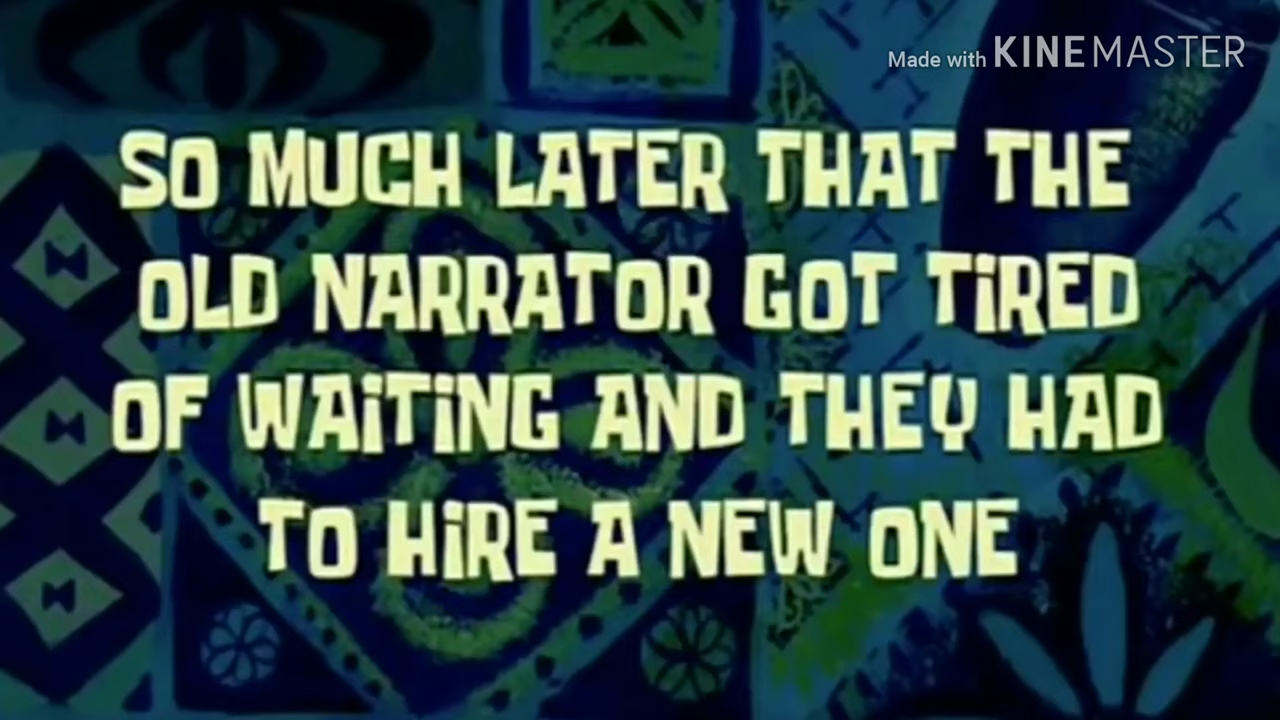 Made with KINEMASTER
SO MUCH LATER THAT THE
OLD NARRATOR GOT TiRED
OF WAiTiNG AND THEY HAD
TO HiRE A NEW ONE